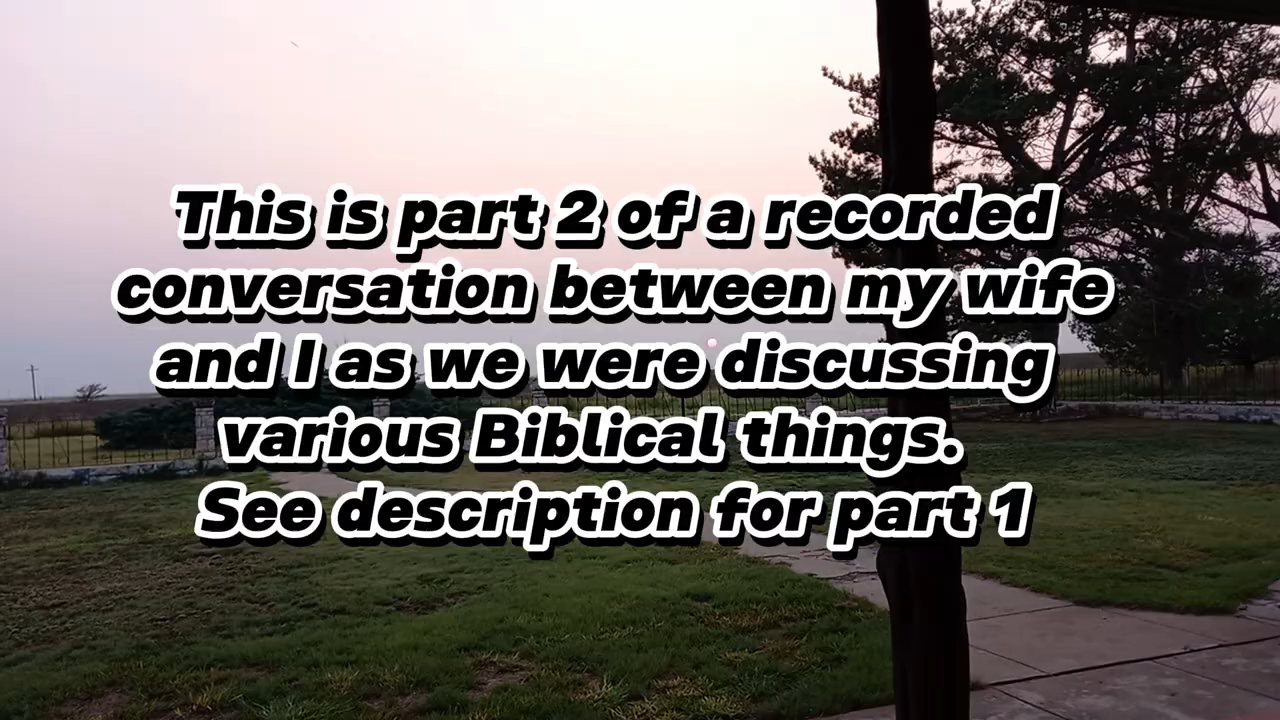 This is part 2 of a recorded
conversation between my wife
and I as we were discussing
various Biblical things.
See description for part 1